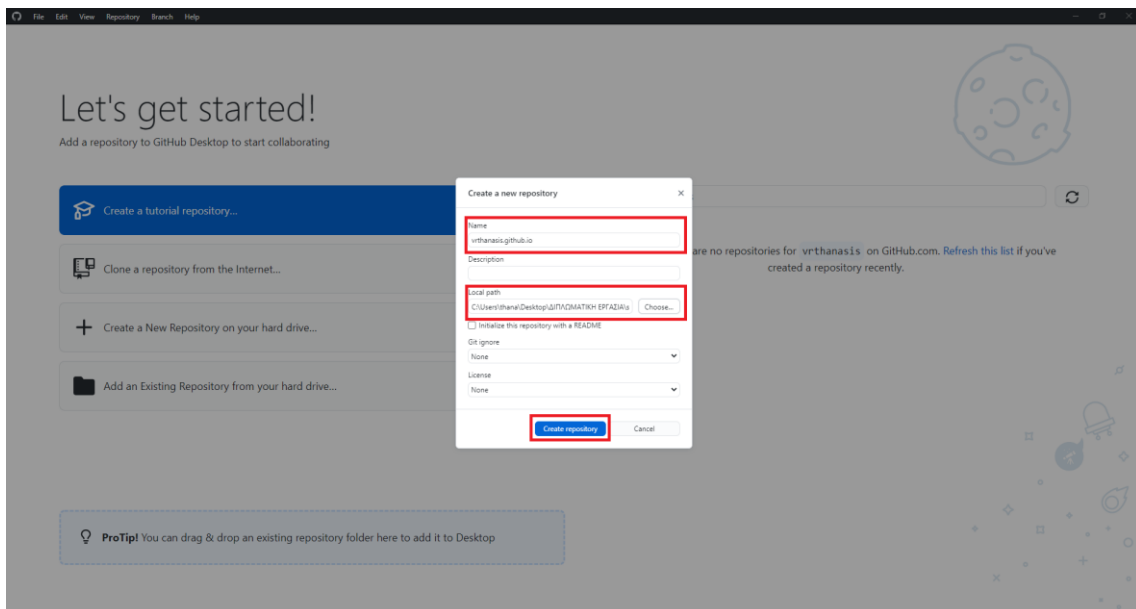 File Edit View Repository Branch Help
Let's get started!
Add a repository to GitHub Desktop to start collaborating
Create a tutorial repository...
Clone a repository from the Internet...
Create a New Repository on your hard drive...
Add an Existing Repository from your hard drive...
ProTip! You can drag & drop an existing repository folder here to add it to Desktop
Create a new repository
Name
vrthanasis.github.io
Description
Local path
C:\Users\thana\Desktop\ΔΙΠΛΩΜΑΤΙΚΗ ΕΡΓΑΣΙΑ\s Choose...
Initialize this repository with a README
Git ignore
None
License
None
Create repository Cancel
are no repositories for vrthanasis on GitHub.com. Refresh this list if you've
created a repository recently.